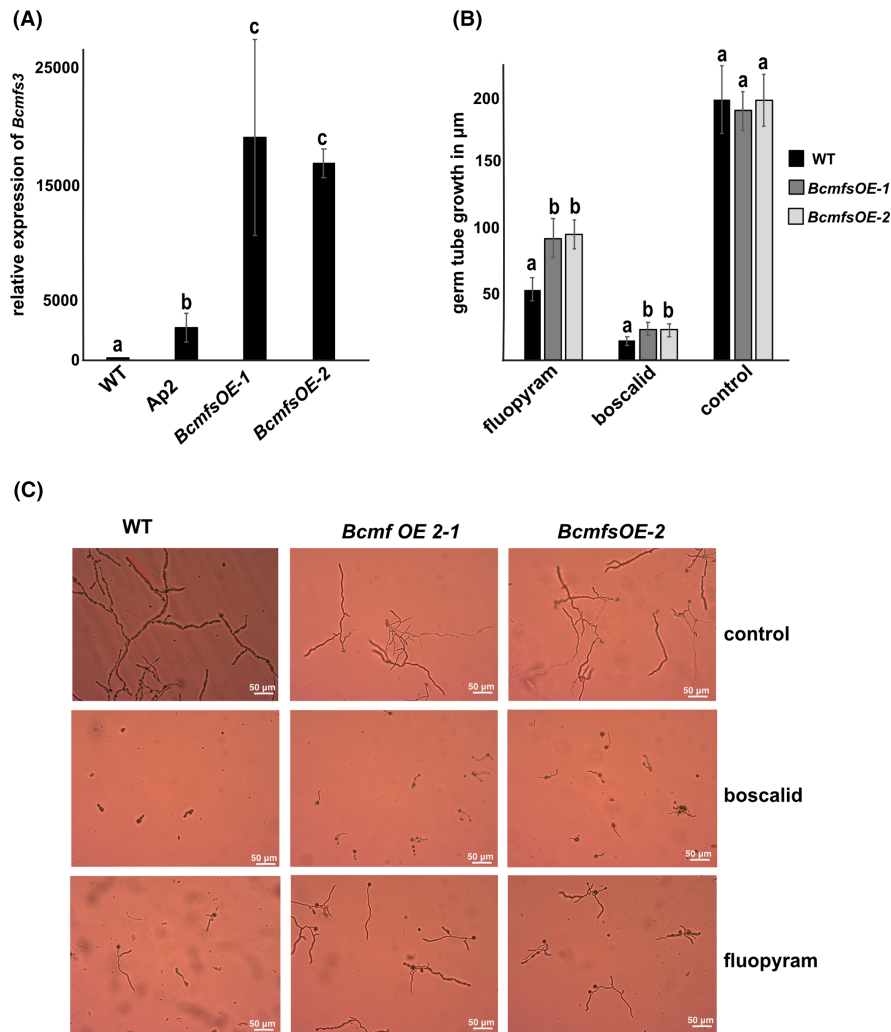 (A)
relative expression of Bcmfs3
25000
15000
5000
0
a
b
c
c
WT
Ap2
BcmfsOE-1
BcmfsOE-2
(B)
germ tube growth in µm
200
150
100
50
a
b
b
a
b
b
a
a
a
fluopyram
boscalid
control
WT
BcmfsOE-1
BcmfsOE-2
(C)
WT
Bcmf OE 2-1
BcmfsOE-2
50 µm
50 µm
50 µm
control
50 µm
50 µm
50 µm
boscalid
50 µm
50 µm
50 µm
fluopyram